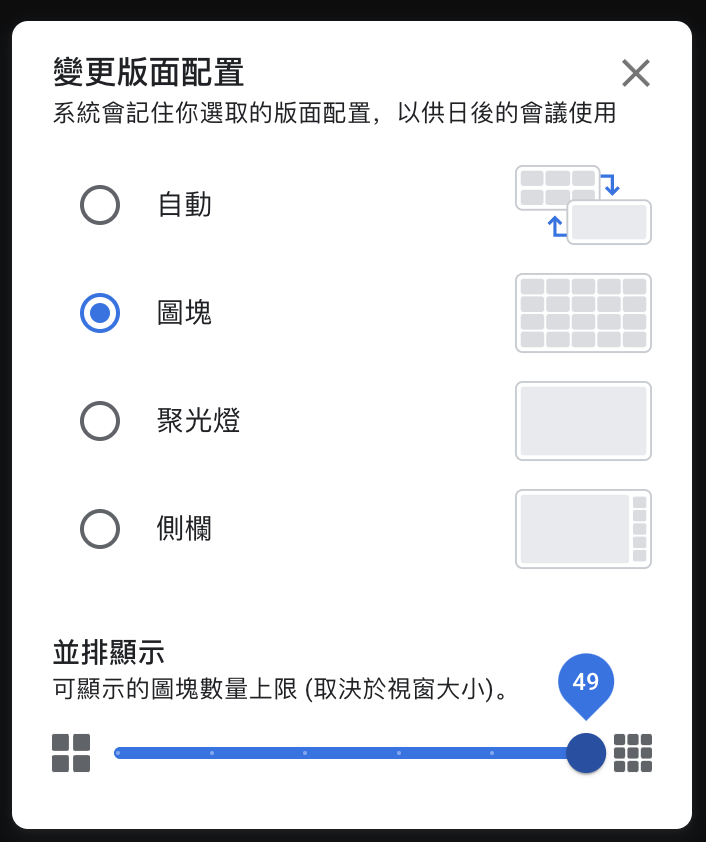 變更版面配置
系統會記住你選取的版面配置，以供日後的會議使用
自動
圖塊
聚光燈
側欄
並排顯示
可顯示的圖塊數量上限 (取決於視窗大小)。
49